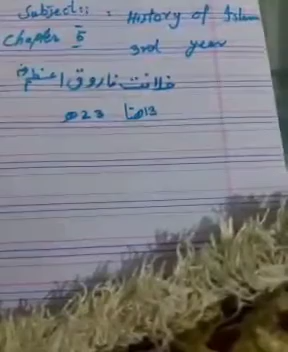 Subject:: : History of Islam
Chapter 5
3rd year
خلافت فاروق اعظمؓ
13ھ تا 23ھ